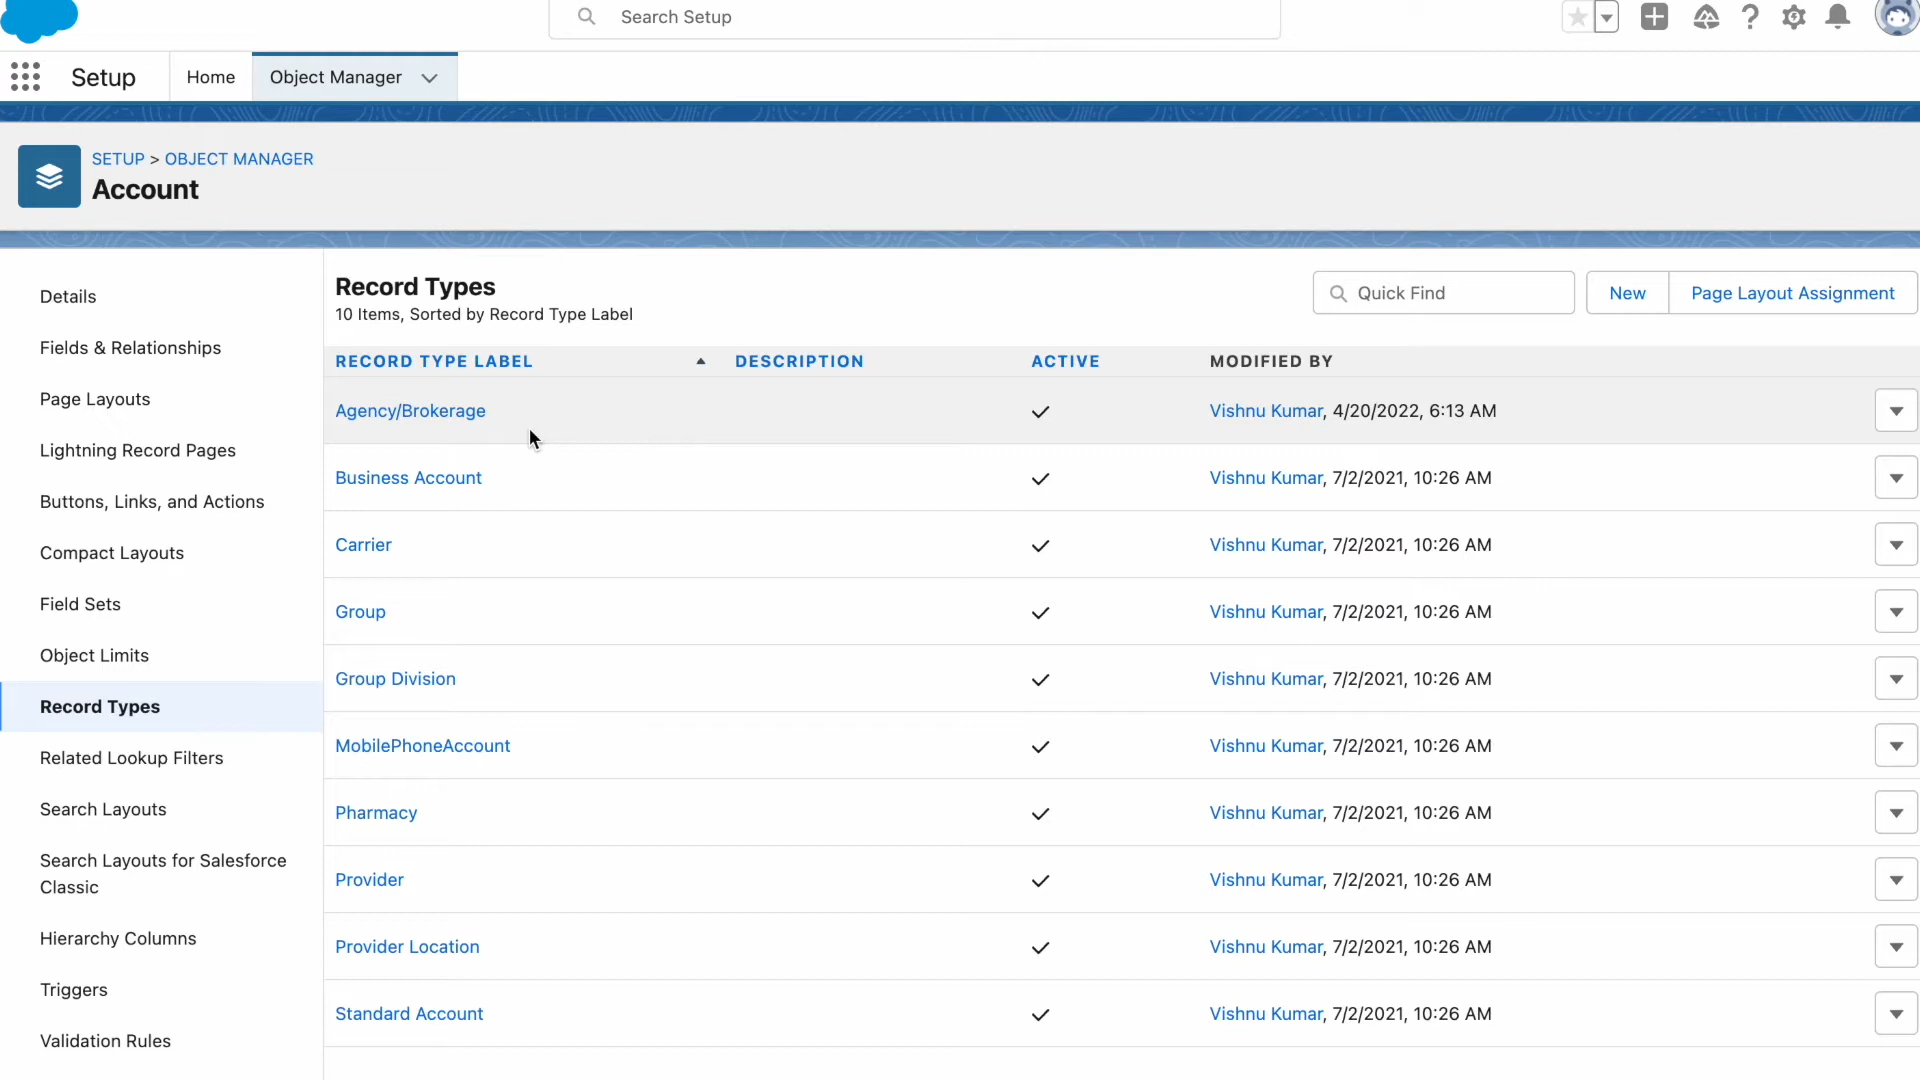 Search Setup
Setup
Home
Object Manager
SETUP > OBJECT MANAGER
Account
Details
Fields & Relationships
Page Layouts
Lightning Record Pages
Buttons, Links, and Actions
Compact Layouts
Field Sets
Object Limits
Record Types
Related Lookup Filters
Search Layouts
Search Layouts for Salesforce
Classic
Hierarchy Columns
Triggers
Validation Rules
Record Types
10 Items, Sorted by Record Type Label
Quick Find
New
Page Layout Assignment
RECORD TYPE LABEL DESCRIPTION ACTIVE MODIFIED BY
Agency/Brokerage Vishnu Kumar, 4/20/2022, 6:13 AM
Business Account Vishnu Kumar, 7/2/2021, 10:26 AM
Carrier Vishnu Kumar, 7/2/2021, 10:26 AM
Group Vishnu Kumar, 7/2/2021, 10:26 AM
Group Division Vishnu Kumar, 7/2/2021, 10:26 AM
MobilePhoneAccount Vishnu Kumar, 7/2/2021, 10:26 AM
Pharmacy Vishnu Kumar, 7/2/2021, 10:26 AM
Provider Vishnu Kumar, 7/2/2021, 10:26 AM
Provider Location Vishnu Kumar, 7/2/2021, 10:26 AM
Standard Account Vishnu Kumar, 7/2/2021, 10:26 AM